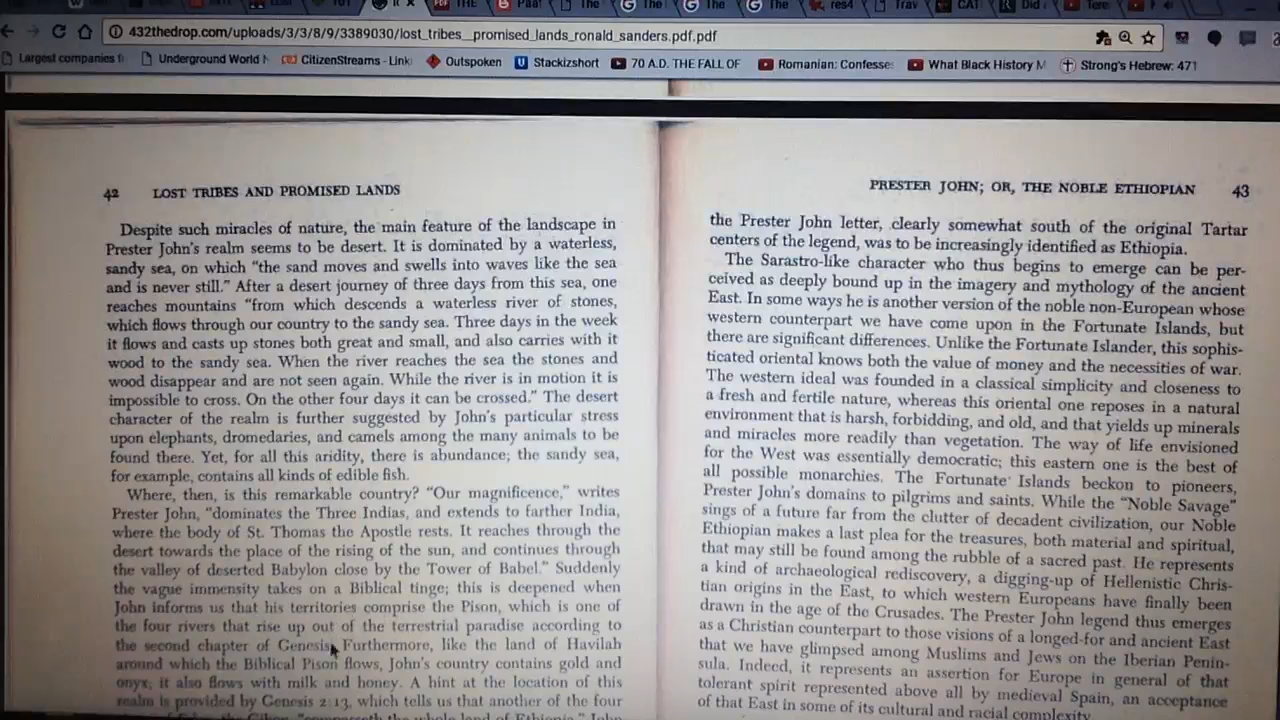 432thedrop.com/uploads/3/3/8/9/3389030/lost_tribes__promised_lands_ronald_sanders.pdf.pdf
Largest companies Underground World CitizenStreams - Link Outspoken Stackizshort 70 A.D. THE FALL OF Romanian: Confesse What Black History M Strong's Hebrew: 471
42 LOST TRIBES AND PROMISED LANDS
Despite such miracles of nature, the main feature of the landscape in
Prester John's realm seems to be desert. It is dominated by a waterless,
sandy sea, on which "the sand moves and swells into waves like the sea
and is never still." After a desert journey of three days from this sea, one
reaches mountains "from which descends a waterless river of stones,
which flows through our country to the sandy sea. Three days in the week
it flows and casts up stones both great and small, and also carries with it
wood to the sandy sea. When the river reaches the sea the stones and
wood disappear and are not seen again. While the river is in motion it is
impossible to cross. On the other four days it can be crossed." The desert
character of the realm is further suggested by John's particular stress
upon elephants, dromedaries, and camels among the many animals to be
found there. Yet, for all this aridity, there is abundance; the sandy sea,
for example, contains all kinds of edible fish.
Where, then, is this remarkable country? "Our magnificence," writes
Prester John, "dominates the Three Indias, and extends to farther India,
where the body of St. Thomas the Apostle rests. It reaches through the
desert towards the place of the rising of the sun, and continues through
the valley of deserted Babylon close by the Tower of Babel." Suddenly
the vague immensity takes on a Biblical tinge; this is deepened when
John informs us that his territories comprise the Pison, which is one of
the four rivers that rise up out of the terrestrial paradise according to
the second chapter of Genesis. Furthermore, like the land of Havilah
around which the Biblical Pison flows, John's country contains gold and
onyx, it also flows with milk and honey. A hint at the location of this
realm is provided by Genesis 2:13, which tells us that another of the four
"compasseth the whole land of Ethiopia." John
PRESTER JOHN; OR, THE NOBLE ETHIOPIAN 43
the Prester John letter, clearly somewhat south of the original Tartar
centers of the legend, was to be increasingly identified as Ethiopia.
The Sarastro-like character who thus begins to emerge can be per-
ceived as deeply bound up in the imagery and mythology of the ancient
East. In some ways he is another version of the noble non-European whose
western counterpart we have come upon in the Fortunate Islands, but
there are significant differences. Unlike the Fortunate Islander, this sophis-
ticated oriental knows both the value of money and the necessities of war.
The western ideal was founded in a classical simplicity and closeness to
a fresh and fertile nature, whereas this oriental one reposes in a natural
environment that is harsh, forbidding, and old, and that yields up minerals
and miracles more readily than vegetation. The way of life envisioned
for the West was essentially democratic; this eastern one is the best of
all possible monarchies. The Fortunate Islands beckon to pioneers,
Prester John's domains to pilgrims and saints. While the "Noble Savage"
sings of a future far from the clutter of decadent civilization, our Noble
Ethiopian makes a last plea for the treasures, both material and spiritual,
that may still be found among the rubble of a sacred past. He represents
a kind of archaeological rediscovery, a digging-up of Hellenistic Chris-
tian origins in the East, to which western Europeans have finally been
drawn in the age of the Crusades. The Prester John legend thus emerges
as a Christian counterpart to those visions of a longed-for and ancient East
that we have glimpsed among Muslims and Jews on the Iberian Penin-
sula. Indeed, it represents an assertion for Europe in general of that
tolerant spirit represented above all by medieval Spain, an acceptance
of that East in some of its cultural and racial complexity